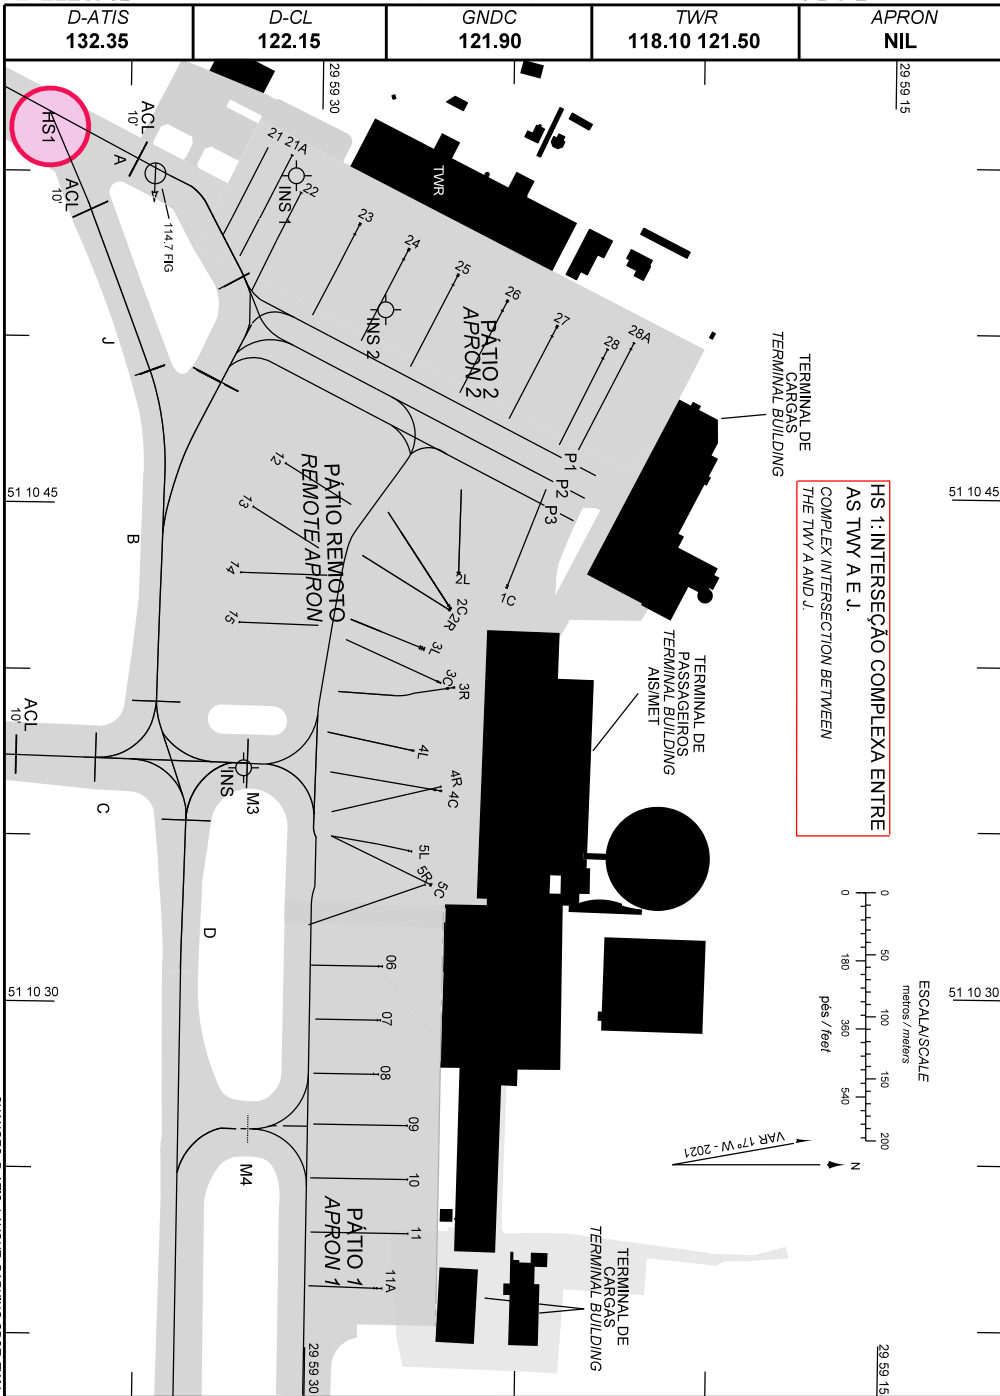 D-ATIS
132.35
D-CL
122.15
GNDC
121.90
TWR
118.10 121.50
APRON
NIL
29 59 30
29 59 15
HS1
ACL
10'
A
ACL
10'
114.7 FIG
J
21
21A
22
INS 1
23
24
INS 2
25
26
27
28
28A
TWR
PÁTIO 2
APRON 2
P1
P2
P3
TERMINAL DE
CARGAS
TERMINAL BUILDING
HS 1: INTERSEÇÃO COMPLEXA ENTRE
AS TWY A E J.
COMPLEX INTERSECTION BETWEEN
THE TWY A AND J.
51 10 45
51 10 45
PÁTIO REMOTO
REMOTE APRON
12
13
14
15
B
2L
1C
2C
2R
3L
3C
3R
4L
4R
4C
5L
5R
5C
TERMINAL DE
PASSAGEIROS
TERMINAL BUILDING
AIS/MET
ACL
10'
C
INS
M3
D
06
07
08
09
10
11
11A
51 10 30
51 10 30
ESCALA/SCALE
metros / meters
0
50
100
150
200
0
180
360
540
pés / feet
VAR 17° W - 2021
N
M4
PÁTIO 1
APRON 1
TERMINAL DE
CARGAS
TERMINAL BUILDING
29 59 30
29 59 15